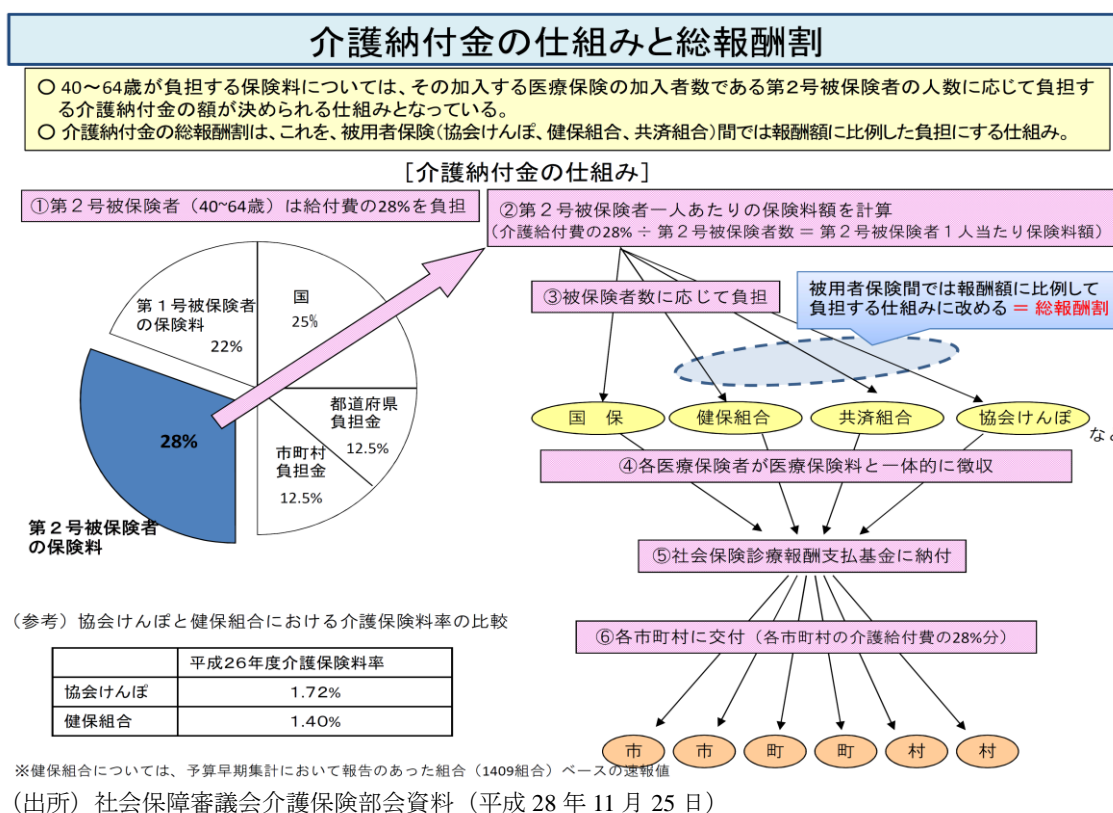 介護納付金の仕組みと総報酬割
○ 40～64歳が負担する保険料については、その加入する医療保険の加入者数である第2号被保険者の人数に応じて負担す
る介護納付金の額が決められる仕組みとなっている。
○ 介護納付金の総報酬割は、これを、被用者保険(協会けんぽ、健保組合、共済組合)間では報酬額に比例した負担にする仕組み。
［介護納付金の仕組み］
①第２号被保険者（40~64歳）は給付費の28%を負担
②第２号被保険者一人あたりの保険料額を計算
（介護給付費の28% ÷ 第２号被保険者数 = 第２号被保険者１人当たり保険料額）
第１号被保険者
の保険料
22%
国
25%
都道府県
負担金
12.5%
市町村
負担金
12.5%
28%
第２号被保険者
の保険料
③被保険者数に応じて負担
被用者保険間では報酬額に比例して
負担する仕組みに改める = 総報酬割
国　保
健保組合
共済組合
協会けんぽ
な
④各医療保険者が医療保険料と一体的に徴収
⑤社会保険診療報酬支払基金に納付
⑥各市町村に交付（各市町村の介護給付費の28%分）
市
市
町
町
村
村
（参考）協会けんぽと健保組合における介護保険料率の比較
平成26年度介護保険料率
協会けんぽ 1.72%
健保組合 1.40%
※健保組合については、予算早期集計において報告のあった組合（1409組合）ベースの速報値
（出所）社会保障審議会介護保険部会資料（平成 28 年 11 月 25 日）